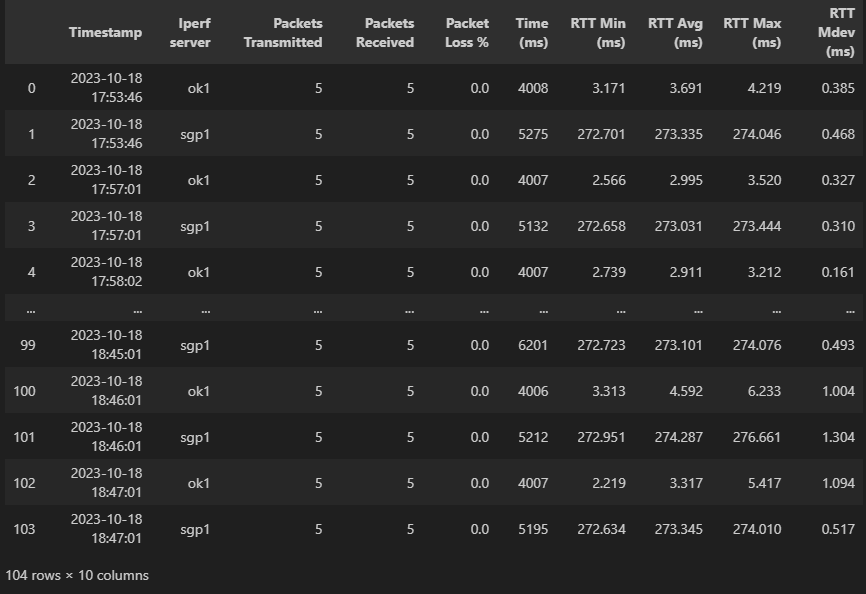 Timestamp Iperf server Packets Transmitted Packets Received Packet Loss % Time (ms) RTT Min (ms) RTT Avg (ms) RTT Max (ms) RTT Mdev (ms)
0 2023-10-18 17:53:46 ok1 5 5 0.0 4008 3.171 3.691 4.219 0.385
1 2023-10-18 17:53:46 sgp1 5 5 0.0 5275 272.701 273.335 274.046 0.468
2 2023-10-18 17:57:01 ok1 5 5 0.0 4007 2.566 2.995 3.520 0.327
3 2023-10-18 17:57:01 sgp1 5 5 0.0 5132 272.658 273.031 273.444 0.310
4 2023-10-18 17:58:02 ok1 5 5 0.0 4007 2.739 2.911 3.212 0.161
... ... ... ... ... ... ... ... ... ... ...
99 2023-10-18 18:45:01 sgp1 5 5 0.0 6201 272.723 273.101 274.076 0.493
100 2023-10-18 18:46:01 ok1 5 5 0.0 4006 3.313 4.592 6.233 1.004
101 2023-10-18 18:46:01 sgp1 5 5 0.0 5212 272.951 274.287 276.661 1.304
102 2023-10-18 18:47:01 ok1 5 5 0.0 4007 2.219 3.317 5.417 1.094
103 2023-10-18 18:47:01 sgp1 5 5 0.0 5195 272.634 273.345 274.010 0.517
104 rows × 10 columns